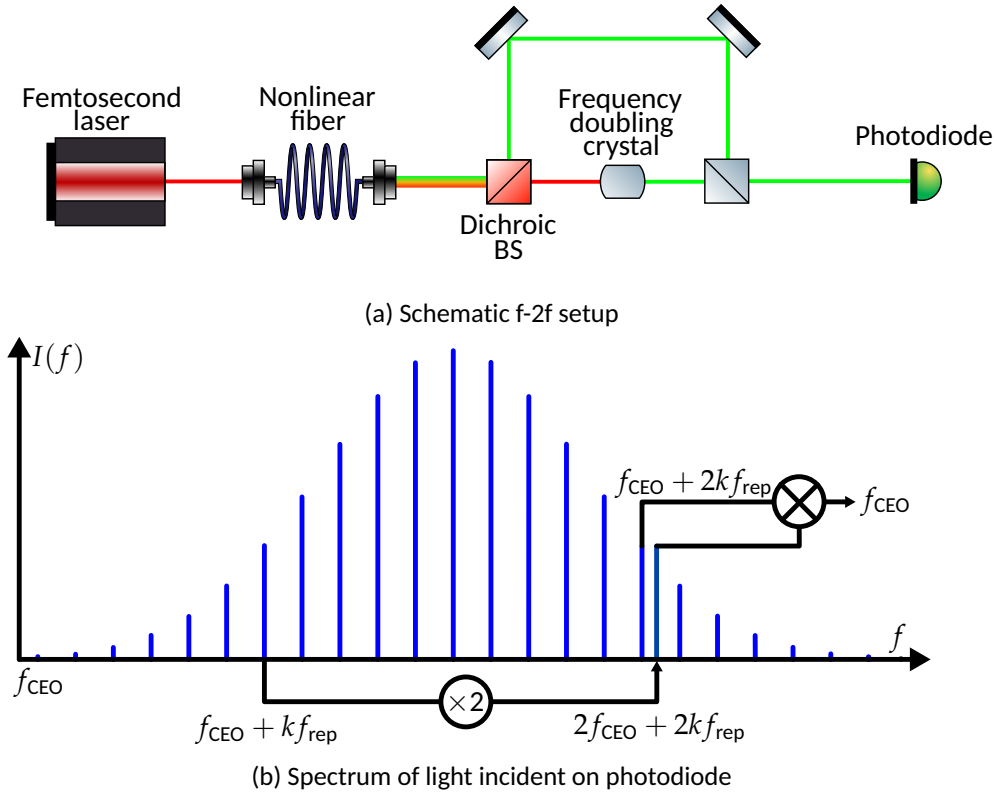 Femtosecond
laser
Nonlinear
fiber
Frequency
doubling
crystal
Photodiode
Dichroic
BS
(a) Schematic f-2f setup
I(f)
f_CEO + 2kf_rep
f_CEO
f
f_CEO
×2
f_CEO + kf_rep
2f_CEO + 2kf_rep
(b) Spectrum of light incident on photodiode